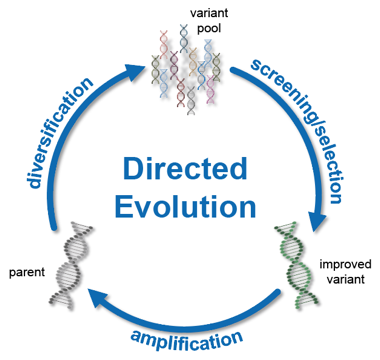 variant
pool
diversification
screening/selection
Directed
Evolution
parent
improved
variant
amplification